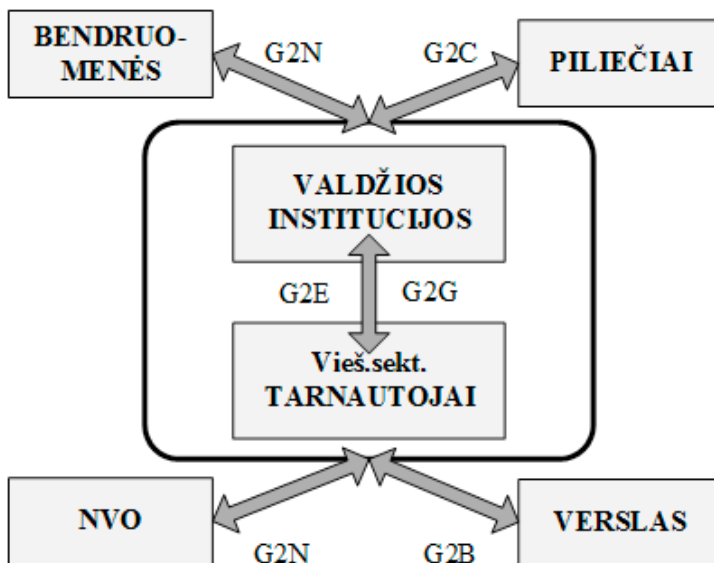 BENDRUO-
MENĖS
G2N
G2C
PILIEČIAI
VALDŽIOS
INSTITUCIJOS
G2E
G2G
Vieš.sekt.
TARNAUTOJAI
NVO
G2N
G2B
VERSLAS